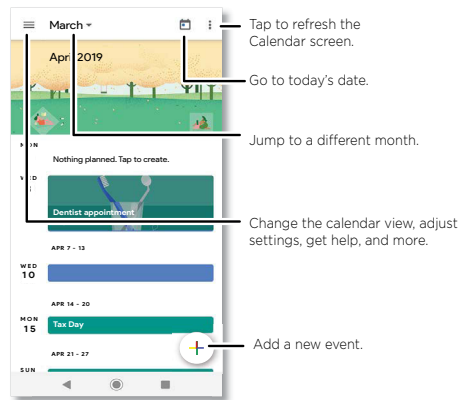 March
Tap to refresh the
Calendar screen.
April 2019
Go to today's date.
Jump to a different month.
MON
Nothing planned. Tap to create.
WED
Dentist appointment
Change the calendar view, adjust
settings, get help, and more.
APR 7 - 13
WED
10
APR 14 - 20
MON
15
Tax Day
Add a new event.
APR 21 - 27
SUN